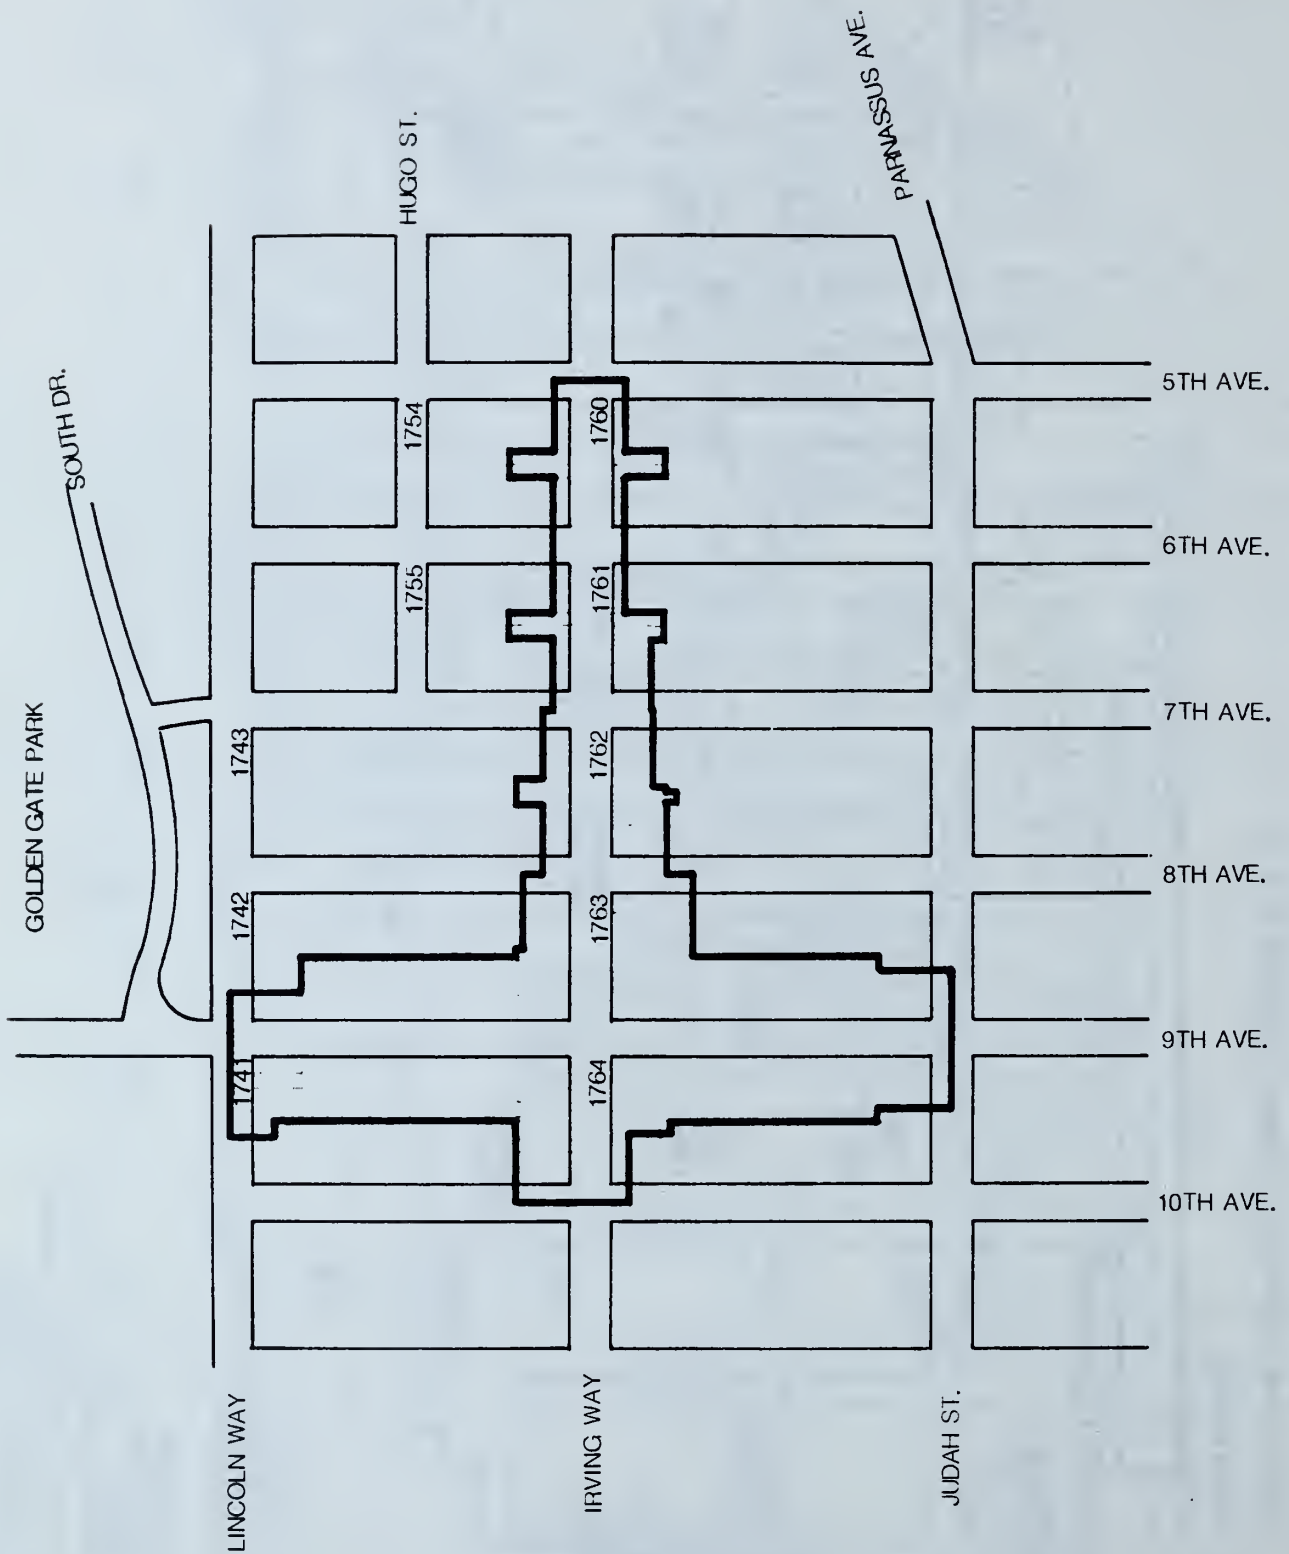 GOLDEN GATE PARK
SOUTH DR.
HUGO ST.
PARNASSUS AVE.
1741
1742
1743
1755
1754
1764
1763
1762
1761
1760
LINCOLN WAY
IRVING WAY
JUDAH ST.
5TH AVE.
6TH AVE.
7TH AVE.
8TH AVE.
9TH AVE.
10TH AVE.